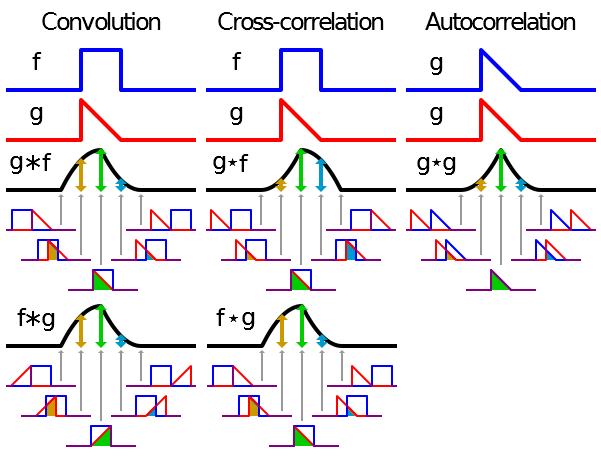 Convolution Cross-correlation Autocorrelation
f f g
g g g
g∗f g⋆f g⋆g
f∗g f⋆g